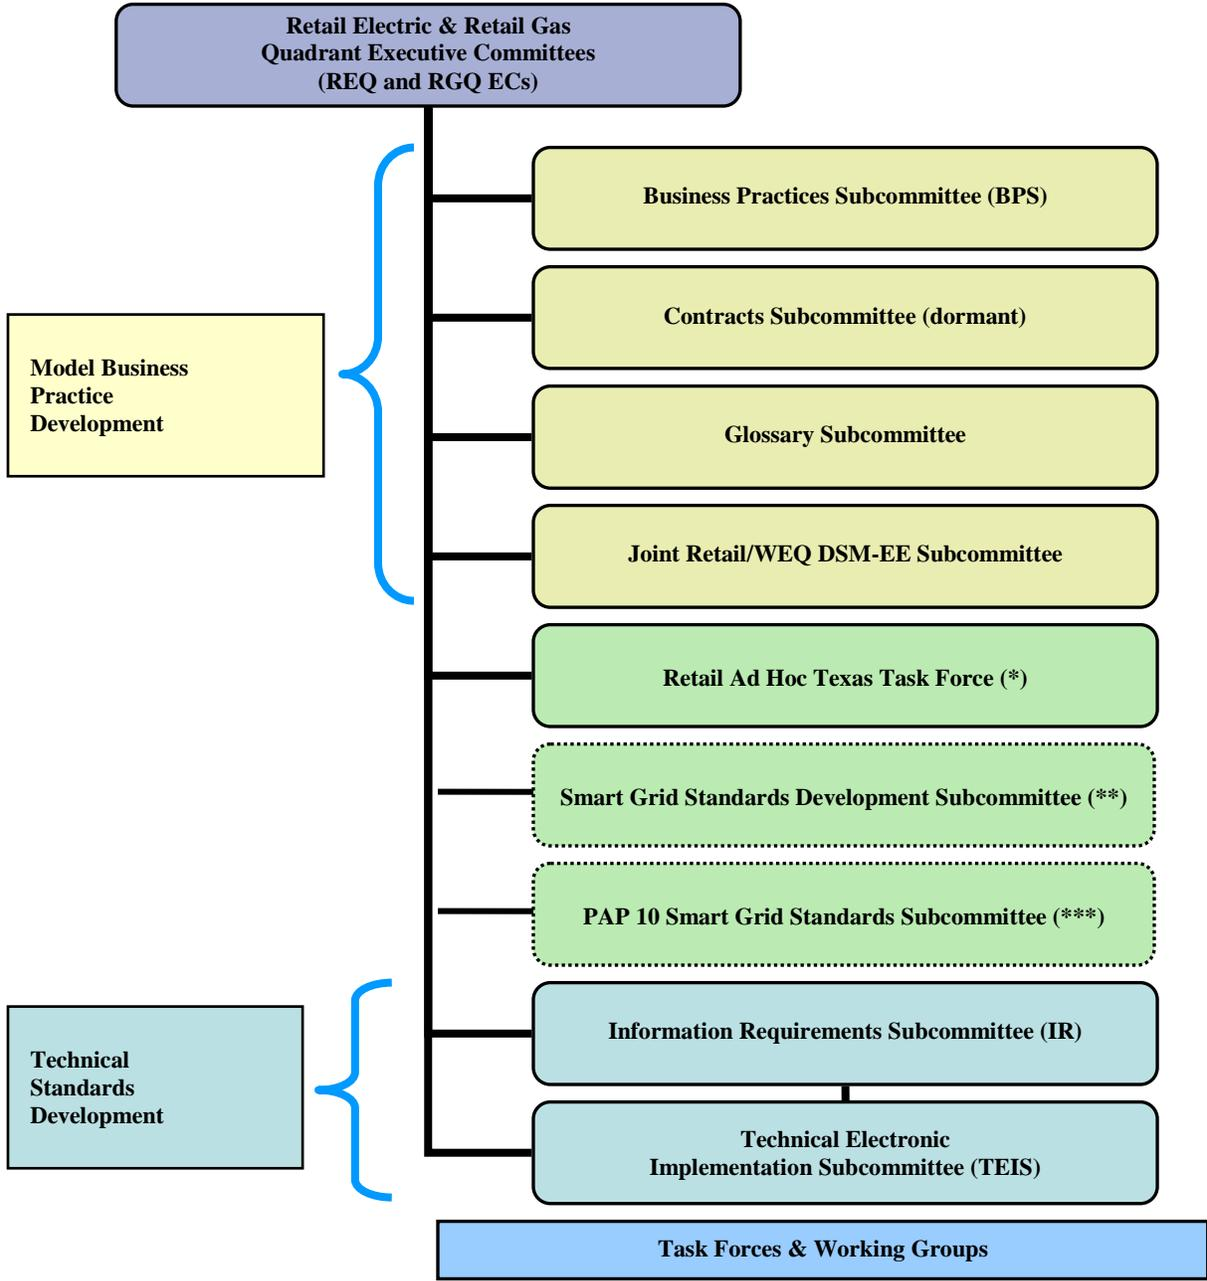 Retail Electric & Retail Gas
Quadrant Executive Committees
(REQ and RGQ ECs)
Business Practices Subcommittee (BPS)
Contracts Subcommittee (dormant)
Model Business
Practice
Development
Glossary Subcommittee
Joint Retail/WEQ DSM-EE Subcommittee
Retail Ad Hoc Texas Task Force (*)
Smart Grid Standards Development Subcommittee (**)
PAP 10 Smart Grid Standards Subcommittee (***)
Technical
Standards
Development
Information Requirements Subcommittee (IR)
Technical Electronic
Implementation Subcommittee (TEIS)
Task Forces & Working Groups